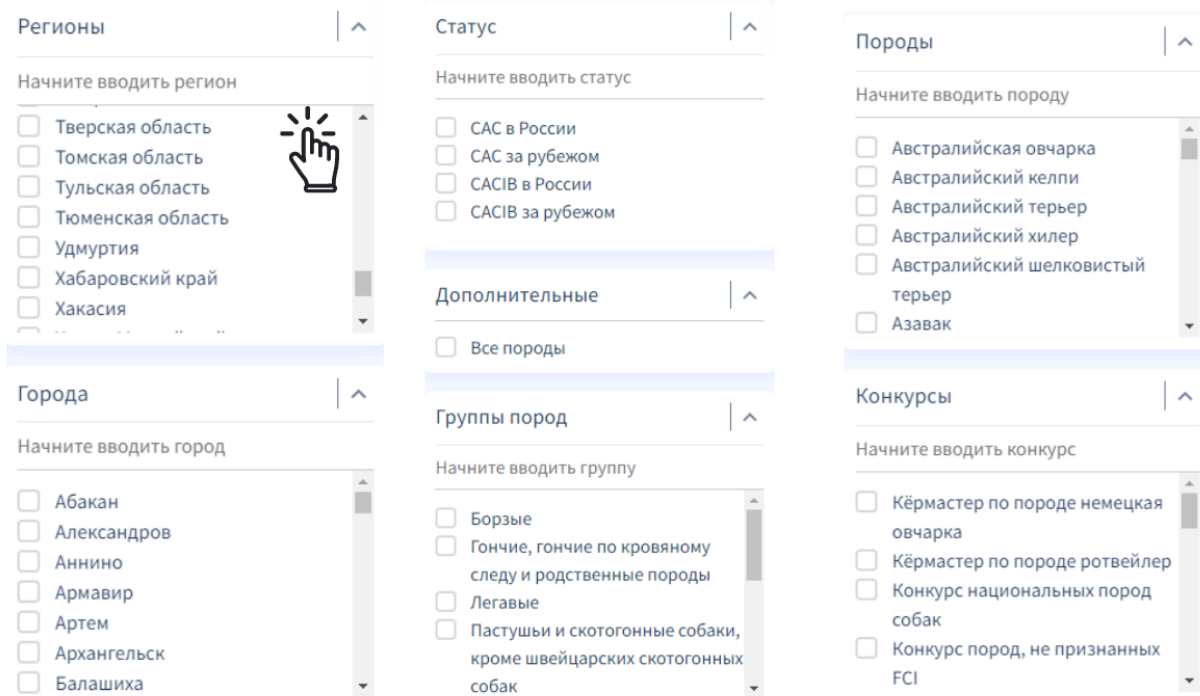 Регионы
Начните вводить регион
Тверская область
Томская область
Тульская область
Тюменская область
Удмуртия
Хабаровский край
Хакасия
Города
Начните вводить город
Абакан
Александров
Аннино
Армавир
Артем
Архангельск
Балашиха
Статус
Начните вводить статус
САС в России
САС за рубежом
CACIB в России
CACIB за рубежом
Дополнительные
Все породы
Группы пород
Начните вводить группу
Борзые
Гончие, гончие по кровяному
следу и родственные породы
Легавые
Пастушьи и скотогонные собаки,
кроме швейцарских скотогонных
собак
Породы
Начните вводить породу
Австралийская овчарка
Австралийский келпи
Австралийский терьер
Австралийский хилер
Австралийский шелковистый
терьер
Азавак
Конкурсы
Начните вводить конкурс
Кёрмастер по породе немецкая
овчарка
Кёрмастер по породе ротвейлер
Конкурс национальных пород
собак
Конкурс пород, не признанных
FCI